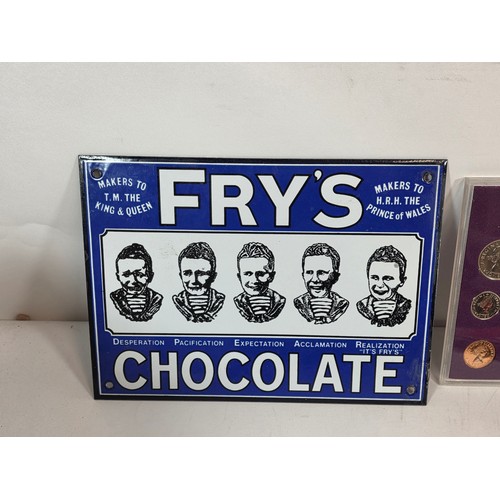 FRY'S
MAKERS TO
T.M. THE
KING & QUEEN
MAKERS TO
H.R.H. THE
PRINCE of WALES
DESPERATION PACIFICATION EXPECTATION ACCLAMATION REALIZATION
"IT'S FRY'S"
CHOCOLATE